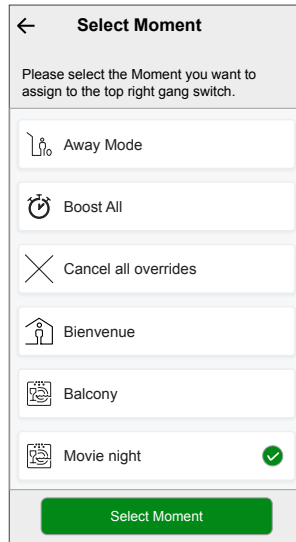 Select Moment
Please select the Moment you want to
assign to the top right gang switch.
Away Mode
Boost All
Cancel all overrides
Bienvenue
Balcony
Movie night
Select Moment